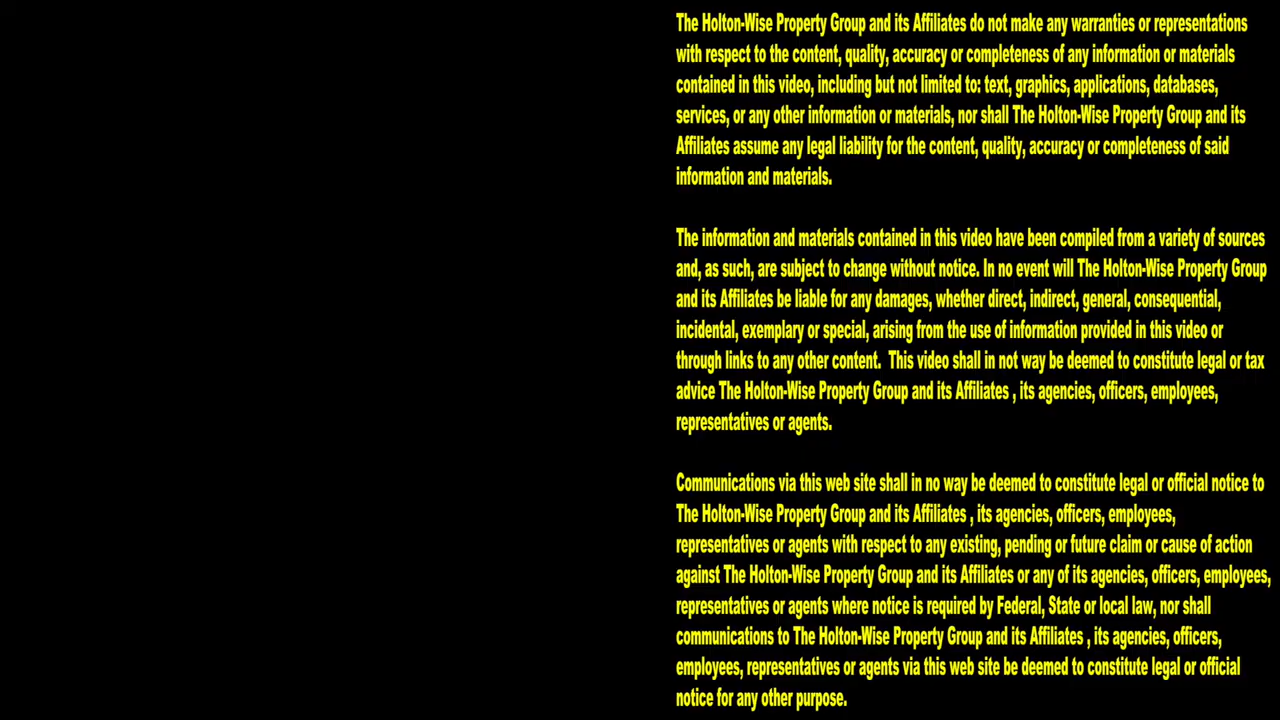 The Holton-Wise Property Group and its Affiliates do not make any warranties or representations
with respect to the content, quality, accuracy or completeness of any information or materials
contained in this video, including but not limited to: text, graphics, applications, databases,
services, or any other information or materials, nor shall The Holton-Wise Property Group and its
Affiliates assume any legal liability for the content, quality, accuracy or completeness of said
information and materials.

The information and materials contained in this video have been compiled from a variety of sources
and, as such, are subject to change without notice. In no event will The Holton-Wise Property Group
and its Affiliates be liable for any damages, whether direct, indirect, general, consequential,
incidental, exemplary or special, arising from the use of information provided in this video or
through links to any other content.  This video shall in not way be deemed to constitute legal or tax
advice The Holton-Wise Property Group and its Affiliates , its agencies, officers, employees,
representatives or agents.

Communications via this web site shall in no way be deemed to constitute legal or official notice to
The Holton-Wise Property Group and its Affiliates , its agencies, officers, employees,
representatives or agents with respect to any existing, pending or future claim or cause of action
against The Holton-Wise Property Group and its Affiliates or any of its agencies, officers, employees,
representatives or agents where notice is required by Federal, State or local law, nor shall
communications to The Holton-Wise Property Group and its Affiliates , its agencies, officers,
employees, representatives or agents via this web site be deemed to constitute legal or official
notice for any other purpose.